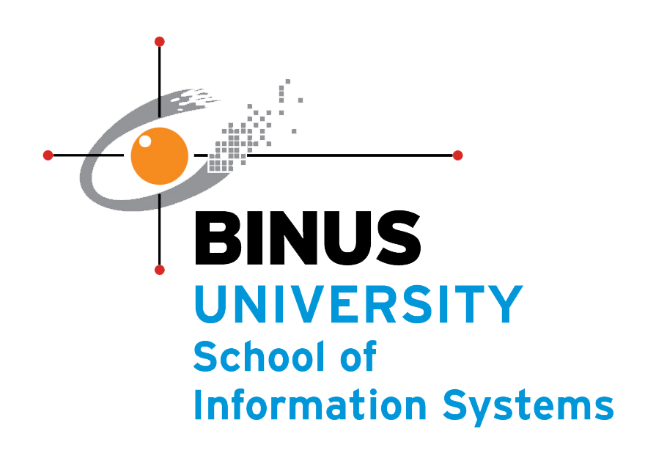 BINUS
UNIVERSITY
School of
Information Systems